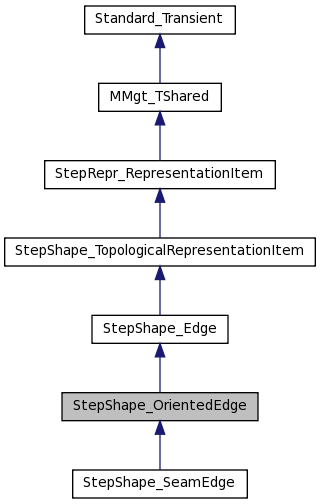 Standard_Transient
MMgt_TShared
StepRepr_RepresentationItem
StepShape_TopologicalRepresentationItem
StepShape_Edge
StepShape_OrientedEdge
StepShape_SeamEdge